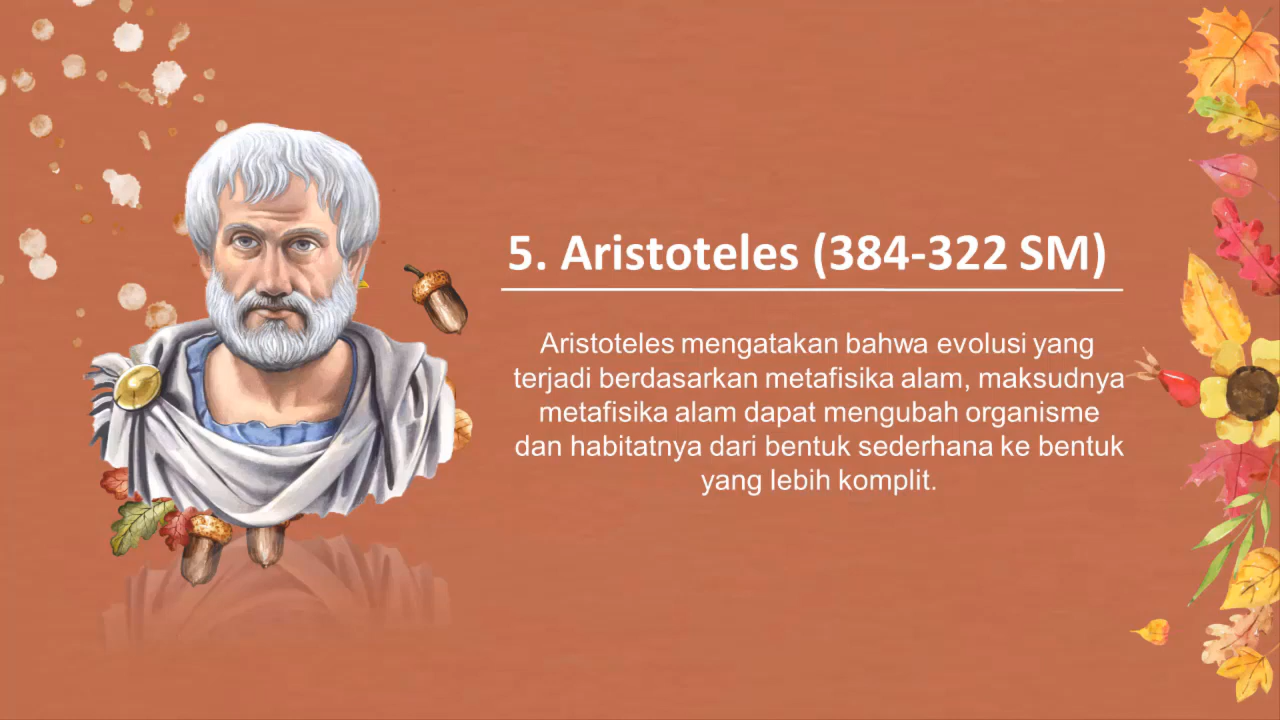 5. Aristoteles (384-322 SM)
Aristoteles mengatakan bahwa evolusi yang
terjadi berdasarkan metafisika alam, maksudnya
metafisika alam dapat mengubah organisme
dan habitatnya dari bentuk sederhana ke bentuk
yang lebih komplit.